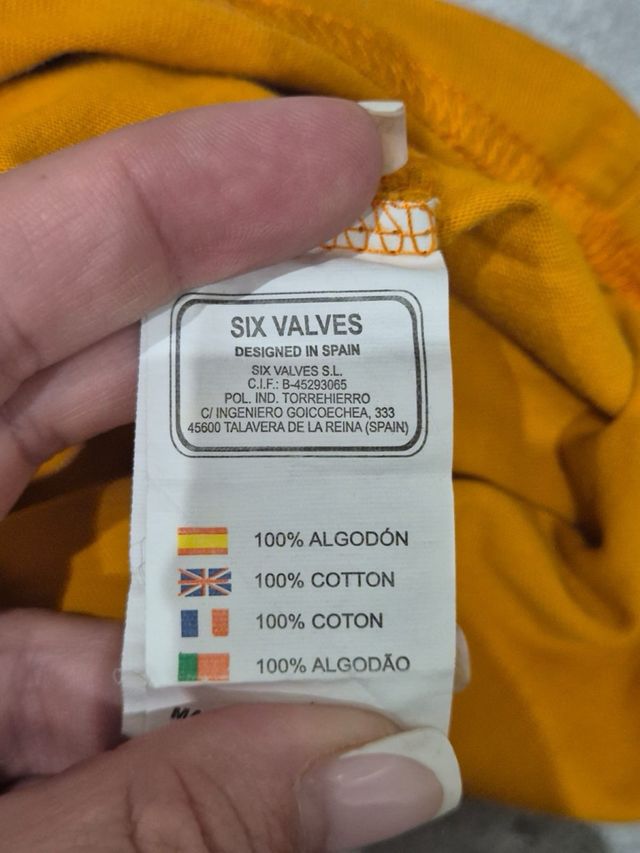 SIX VALVES
DESIGNED IN SPAIN
SIX VALVES S.L.
C.I.F.: B-45293065
POL. IND. TORREHIERRO
C/ INGENIERO GOICOECHEA, 333
45600 TALAVERA DE LA REINA (SPAIN)
100% ALGODÓN
100% COTTON
100% COTON
100% ALGODÃO